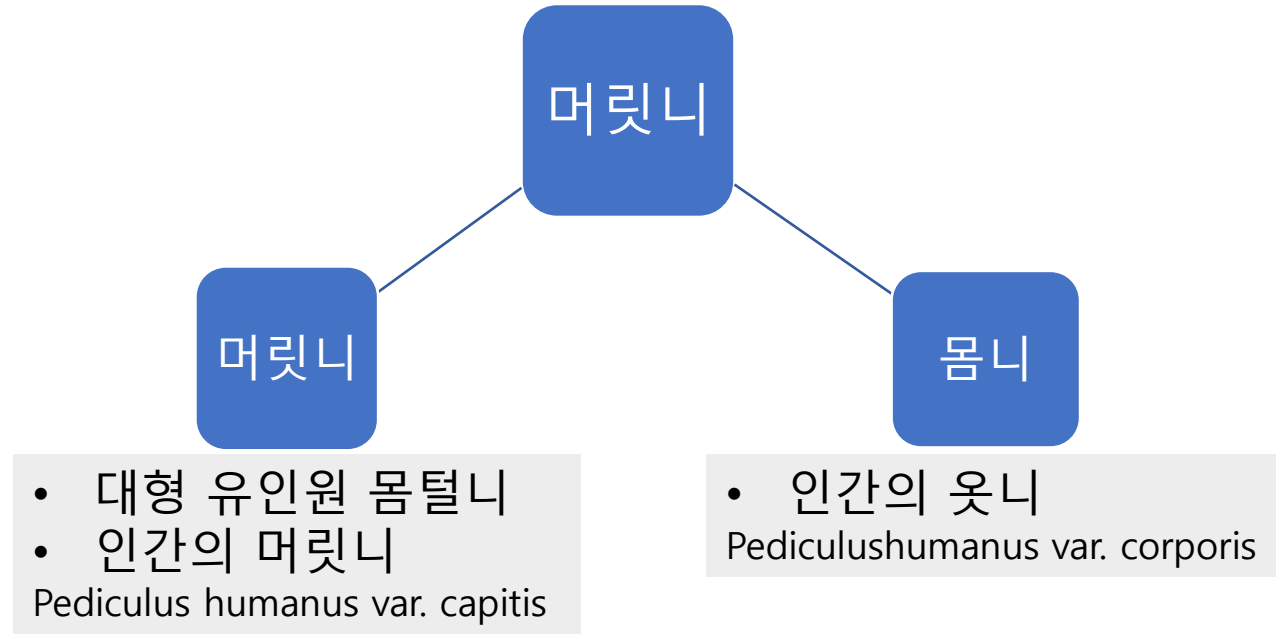 머릿니
머릿니
몸니
• 대형 유인원 몸털니
• 인간의 머릿니
Pediculus humanus var. capitis
• 인간의 옷니
Pediculushumanus var. corporis